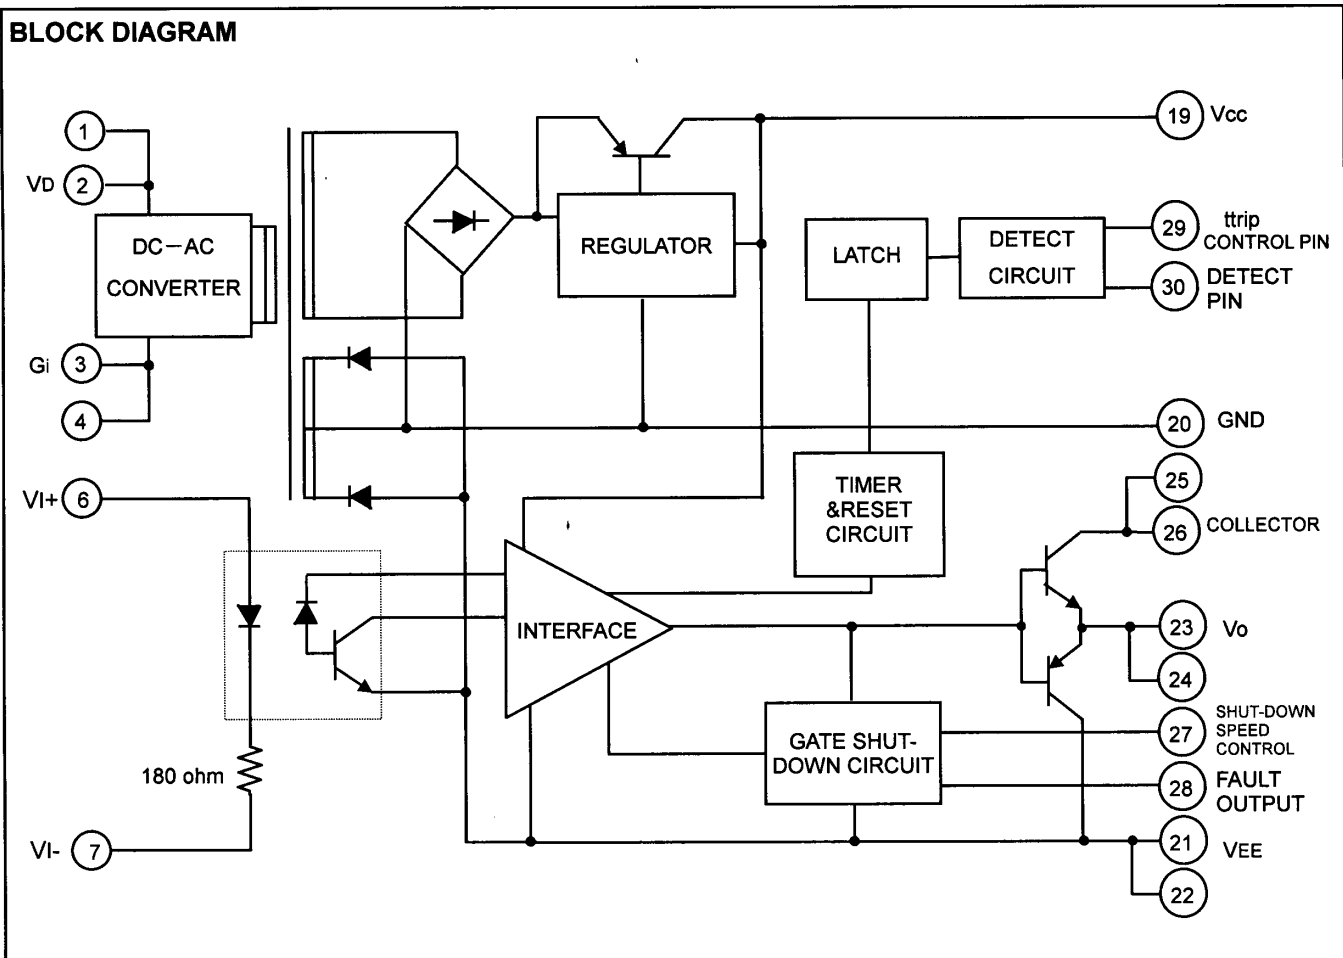 BLOCK DIAGRAM
1
VD 2
DC–AC
CONVERTER
Gi 3
4
VI+ 6
180 ohm
VI- 7
REGULATOR
LATCH
DETECT
CIRCUIT
TIMER
&RESET
CIRCUIT
INTERFACE
GATE SHUT-
DOWN CIRCUIT
19 Vcc
29 ttrip
CONTROL PIN
30 DETECT
PIN
20 GND
25
26 COLLECTOR
23 Vo
24
27 SHUT-DOWN
SPEED
CONTROL
28 FAULT
OUTPUT
21 VEE
22